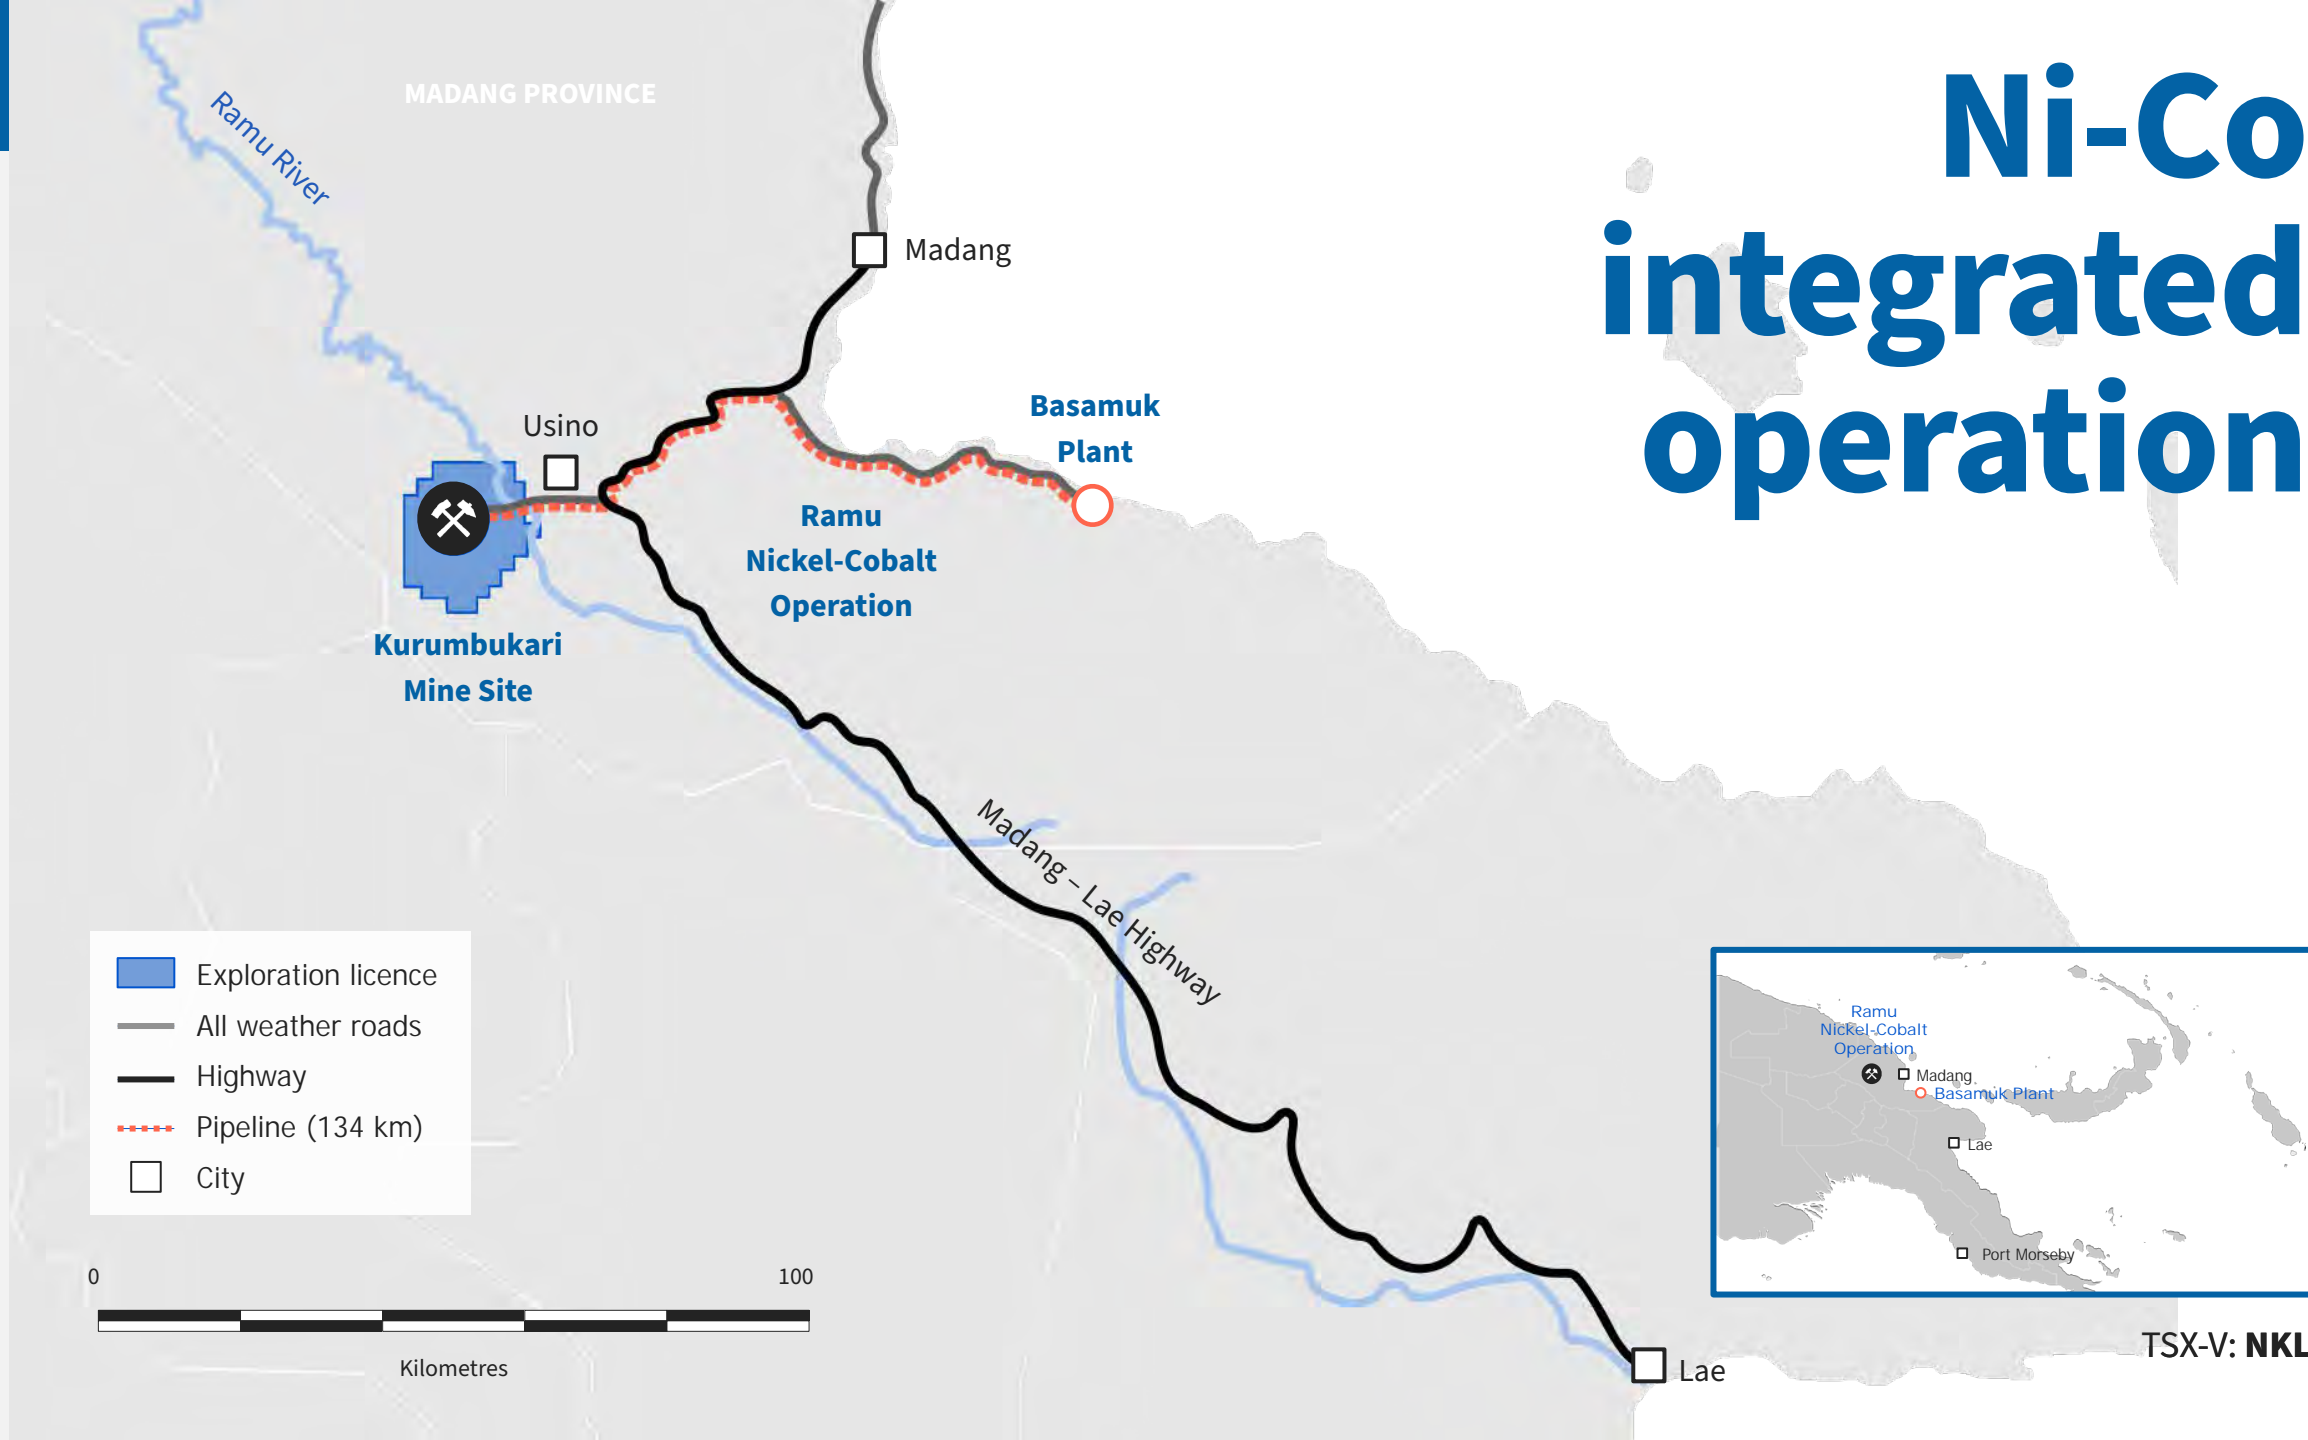 Ni-Co
integrated
operation
MADANG PROVINCE
Ramu River
Madang
Usino
Basamuk
Plant
Ramu
Nickel-Cobalt
Operation
Kurumbukari
Mine Site
Madang – Lae Highway
Lae
Exploration licence
All weather roads
Highway
Pipeline (134 km)
City
0
100
Kilometres
Ramu
Nickel-Cobalt
Operation
Madang
Basamuk Plant
Lae
Port Morseby
TSX-V: NKL